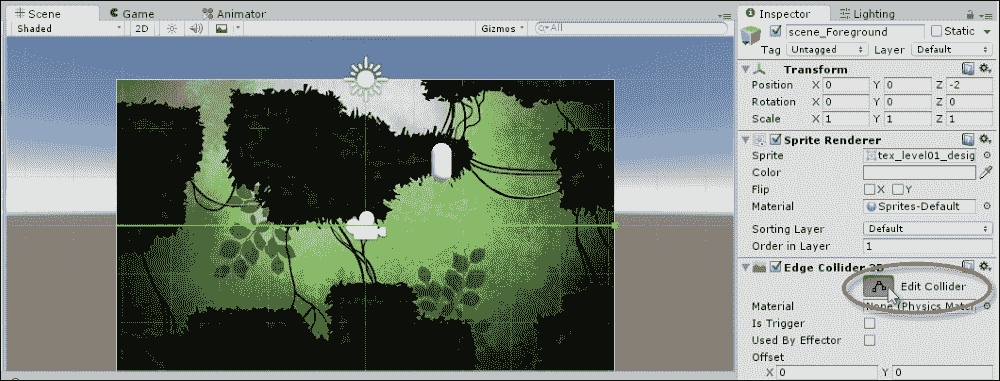 Scene Game Animator
Shaded 2D Gizmos All
Inspector Lighting
scene_Foreground Static
Tag Untagged Layer Default
Transform
Position X 0 Y 0 Z -2
Rotation X 0 Y 0 Z 0
Scale X 1 Y 1 Z 1
Sprite Renderer
Sprite tex_level01_desig
Color
Flip X Y
Material Sprites-Default
Sorting Layer Default
Order in Layer 1
Edge Collider 2D
Edit Collider
Material None (Physics Mater
Is Trigger
Used By Effector
Offset
X 0 Y 0